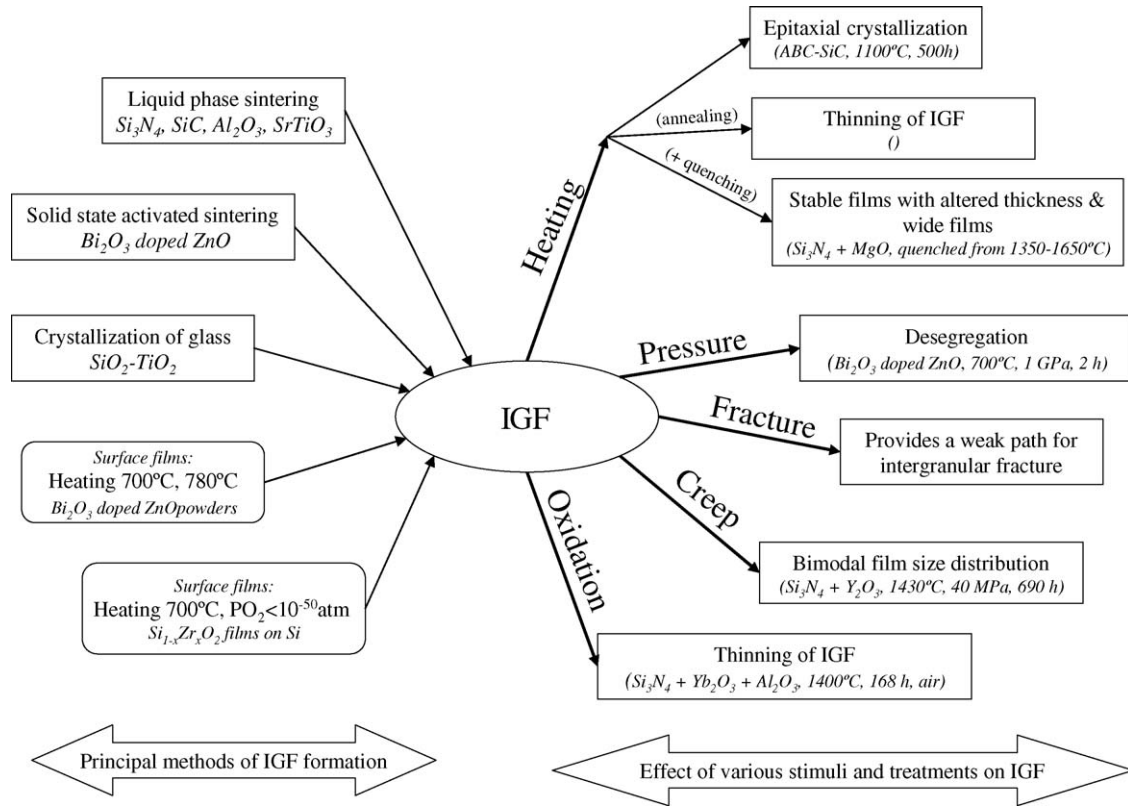 Liquid phase sintering
Si₃N₄, SiC, Al₂O₃, SrTiO₃
Solid state activated sintering
Bi₂O₃ doped ZnO
Crystallization of glass
SiO₂-TiO₂
Surface films:
Heating 700ºC, 780ºC
Bi₂O₃ doped ZnOpowders
Surface films:
Heating 700ºC, PO₂<10⁻⁵⁰atm
Si₁₋ₓZrₓO₂ films on Si
IGF
Heating
(annealing)
(+ quenching)
Epitaxial crystallization
(ABC-SiC, 1100ºC, 500h)
Thinning of IGF
()
Stable films with altered thickness &
wide films
(Si₃N₄ + MgO, quenched from 1350-1650ºC)
Pressure
Desegregation
(Bi₂O₃ doped ZnO, 700ºC, 1 GPa, 2 h)
Fracture
Provides a weak path for
intergranular fracture
Creep
Bimodal film size distribution
(Si₃N₄ + Y₂O₃, 1430ºC, 40 MPa, 690 h)
Oxidation
Thinning of IGF
(Si₃N₄ + Yb₂O₃ + Al₂O₃, 1400ºC, 168 h, air)
Principal methods of IGF formation
Effect of various stimuli and treatments on IGF